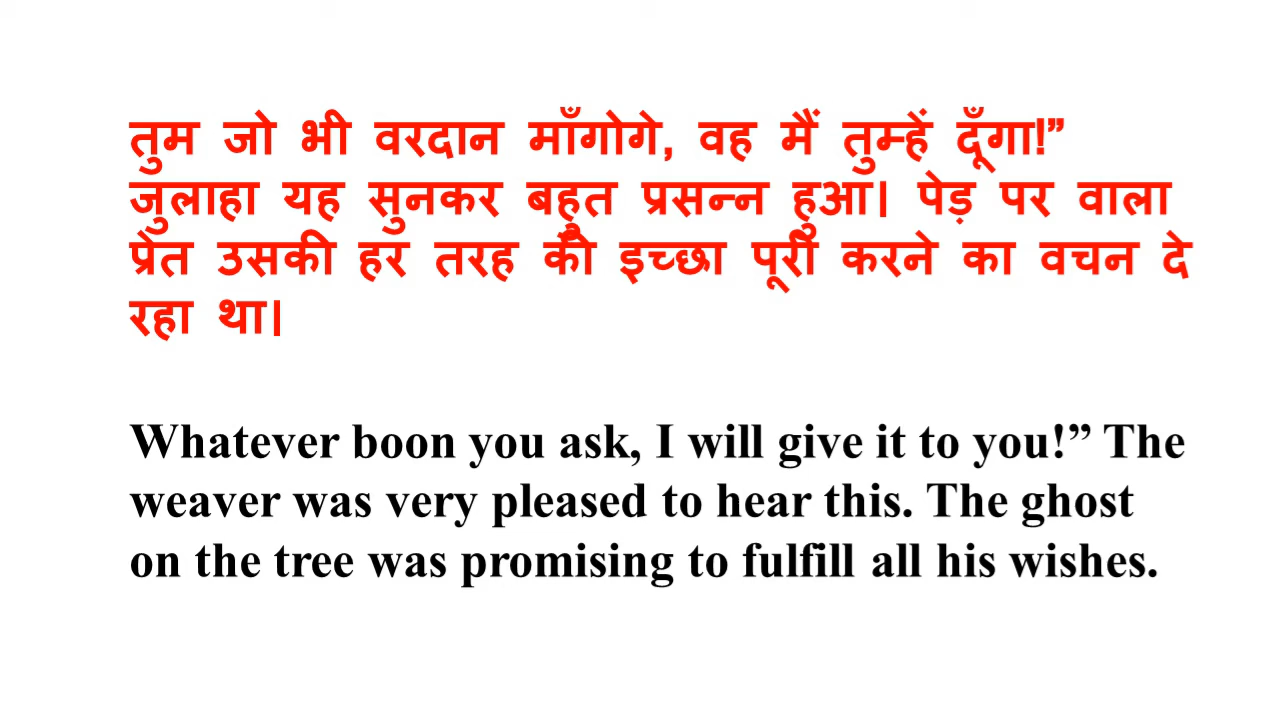 तुम जो भी वरदान माँगोगे, वह मैं तुम्हें दूँगा!”
जुलाहा यह सुनकर बहुत प्रसन्न हुआ। पेड़ पर वाला
प्रेत उसकी हर तरह की इच्छा पूरी करने का वचन दे
रहा था।
Whatever boon you ask, I will give it to you!” The
weaver was very pleased to hear this. The ghost
on the tree was promising to fulfill all his wishes.